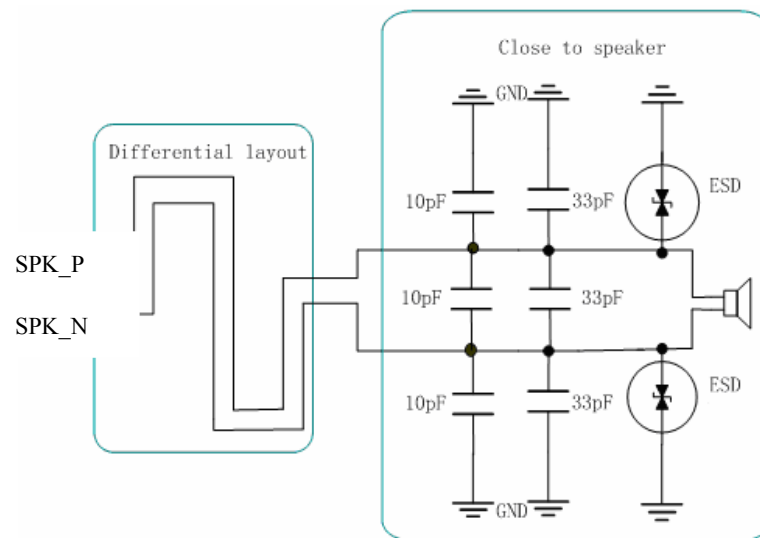 Close to speaker
GND
Differential layout
ESD
10pF
33pF
SPK_P
10pF
33pF
SPK_N
ESD
10pF
33pF
GND